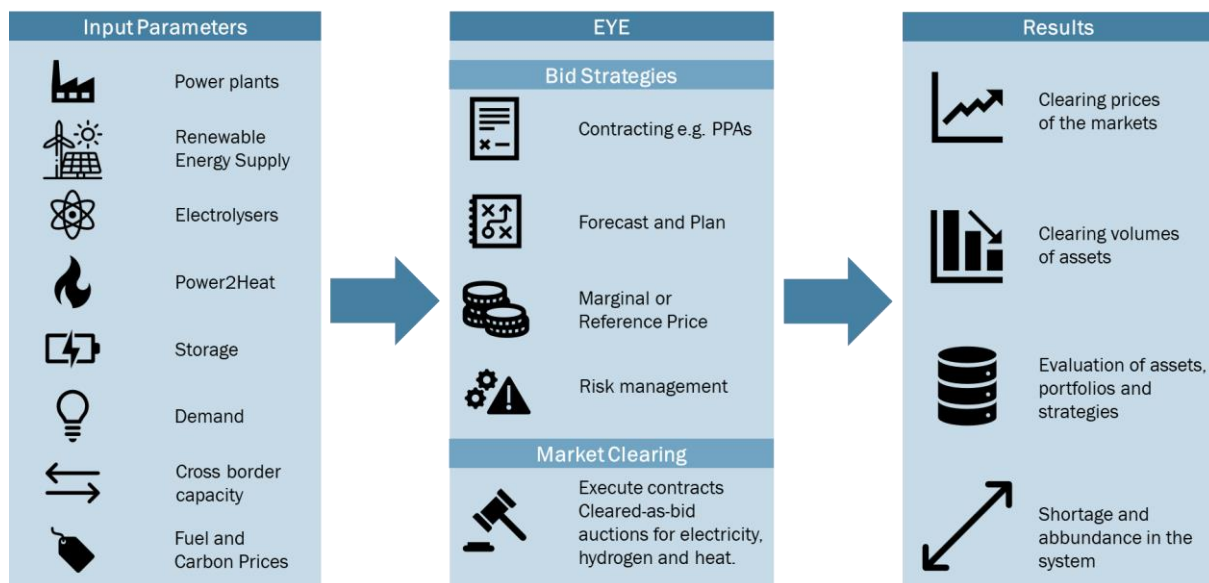 Input Parameters
Power plants
Renewable
Energy Supply
Electrolysers
Power2Heat
Storage
Demand
Cross border
capacity
Fuel and
Carbon Prices
EYE
Bid Strategies
Contracting e.g. PPAs
Forecast and Plan
Marginal or
Reference Price
Risk management
Market Clearing
Execute contracts
Cleared-as-bid
auctions for electricity,
hydrogen and heat.
Results
Clearing prices
of the markets
Clearing volumes
of assets
Evaluation of assets,
portfolios and
strategies
Shortage and
abbundance in the
system